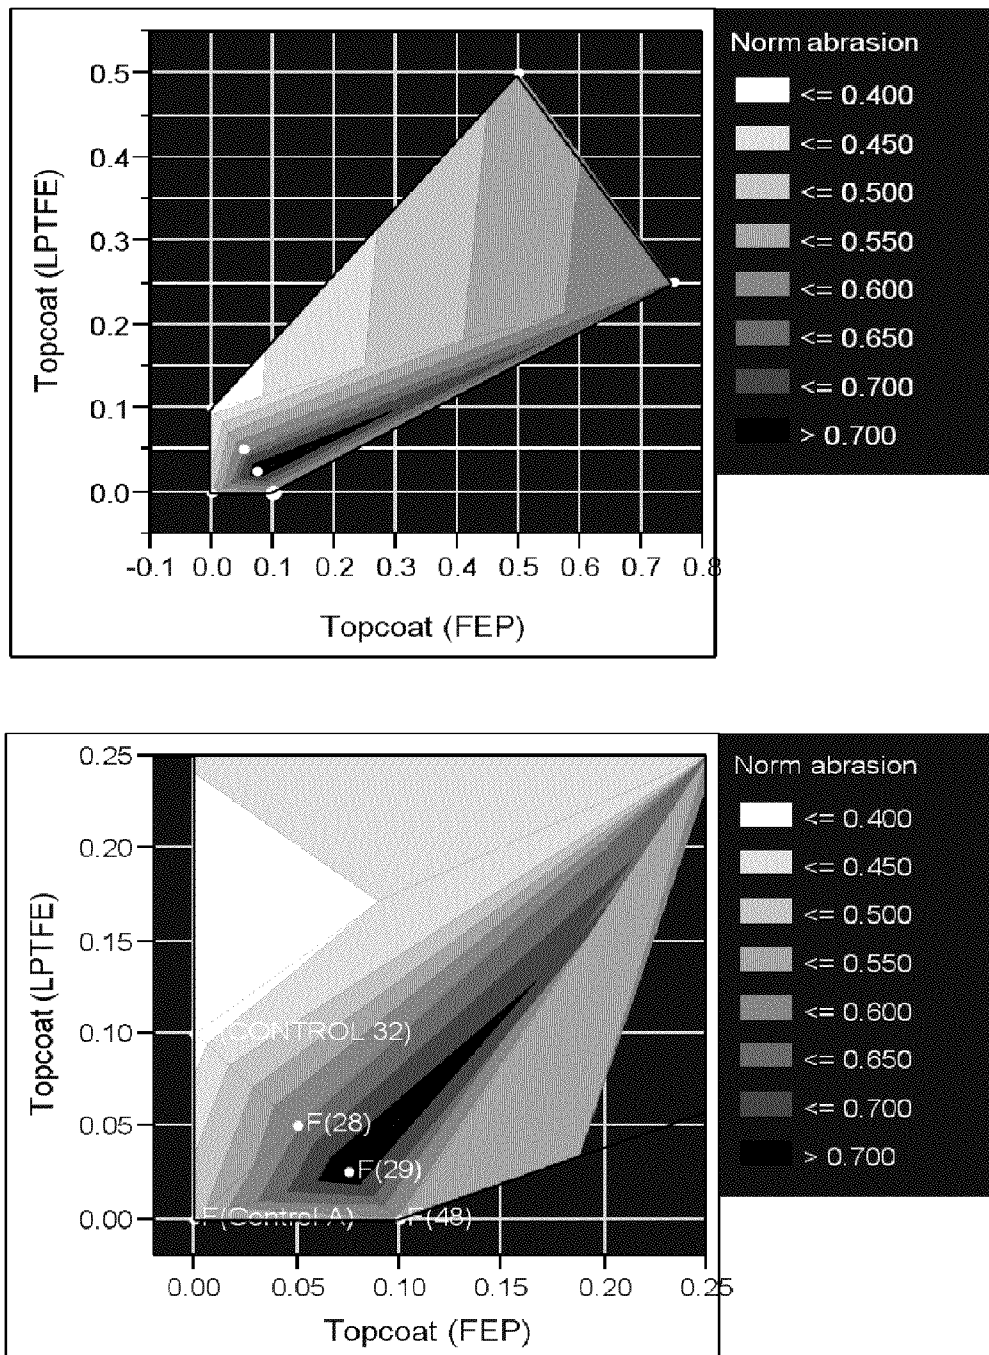 Norm abrasion
<= 0.400
<= 0.450
<= 0.500
<= 0.550
<= 0.600
<= 0.650
<= 0.700
> 0.700
Topcoat (LPTFE)
0.5
0.4
0.3
0.2
0.1
0.0
-0.1 0.0 0.1 0.2 0.3 0.4 0.5 0.6 0.7 0.8
Topcoat (FEP)
Norm abrasion
<= 0.400
<= 0.450
<= 0.500
<= 0.550
<= 0.600
<= 0.650
<= 0.700
> 0.700
Topcoat (LPTFE)
0.25
0.20
0.15
0.10
0.05
0.00
(CONTROL 32)
F(28)
F(29)
F(Control A)
F(48)
0.00 0.05 0.10 0.15 0.20 0.25
Topcoat (FEP)